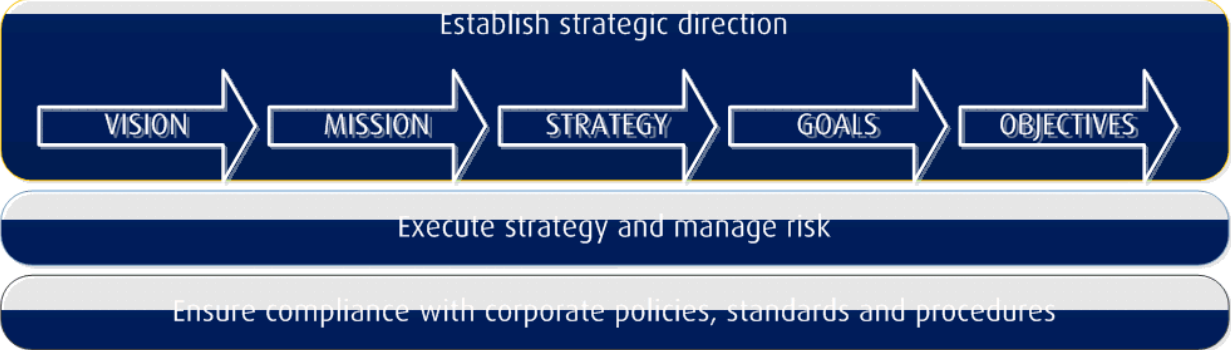 Establish strategic direction
VISION MISSION STRATEGY GOALS OBJECTIVES
Execute strategy and manage risk
Ensure compliance with corporate policies, standards and procedures